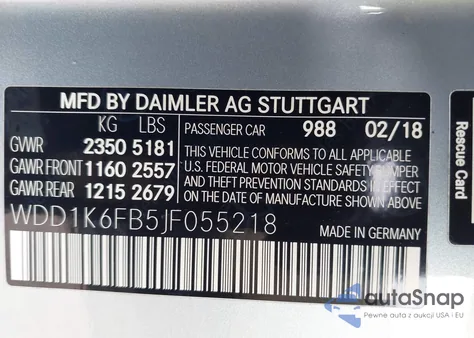 MFD BY DAIMLER AG STUTTGART
KG LBS
GVWR 2350 5181
GAWR FRONT 1160 2557
GAWR REAR 1215 2679
PASSENGER CAR 988 02/18
THIS VEHICLE CONFORMS TO ALL APPLICABLE
U.S. FEDERAL MOTOR VEHICLE SAFETY, BUMPER
AND THEFT PREVENTION STANDARDS IN EFFECT ON
THE DATE OF MANUFACTURE SHOWN ABOVE.
WDD1K6FB5JF055218
MADE IN GERMANY
Rescue Card
autoSnap
Pewne auta z aukcji USA i EU